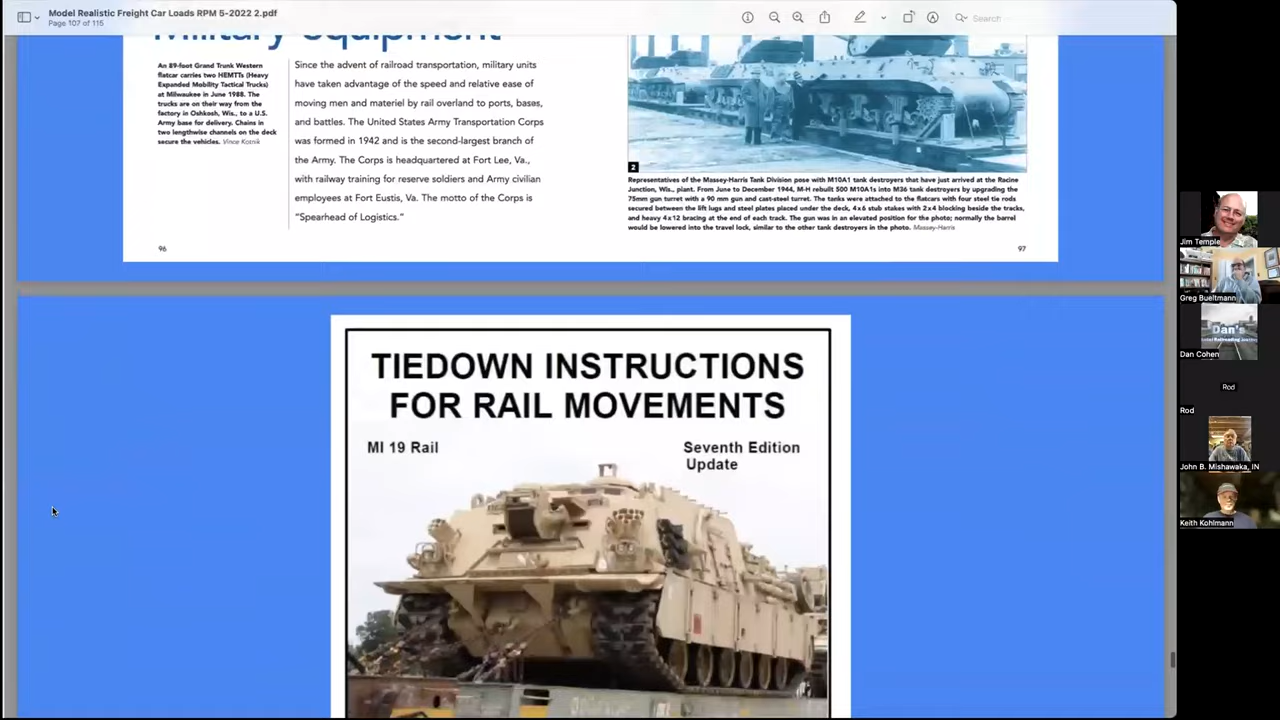 Model Realistic Freight Car Loads RPM 5-2022 2.pdf
Page 107 of 115
Search
Military Equipment
An 89-foot Grand Trunk Western
flatcar carries two HEMTTs (Heavy
Expanded Mobility Tactical Trucks)
at Milwaukee in June 1988. The
trucks are on their way from the
factory in Oshkosh, Wis., to a U.S.
Army base for delivery. Chains in
two lengthwise channels on the deck
secure the vehicles. Vince Kotnik
Since the advent of railroad transportation, military units
have taken advantage of the speed and relative ease of
moving men and materiel by rail overland to ports, bases,
and battles. The United States Army Transportation Corps
was formed in 1942 and is the second-largest branch of
the Army. The Corps is headquartered at Fort Lee, Va.,
with railway training for reserve soldiers and Army civilian
employees at Fort Eustis, Va. The motto of the Corps is
"Spearhead of Logistics."
96
2
Representatives of the Massey-Harris Tank Division pose with M10A1 tank destroyers that have just arrived at the Racine
Junction, Wis., plant. From June to December 1944, M-H rebuilt 500 M10A1s into M36 tank destroyers by upgrading the
75mm gun turret with a 90 mm gun and cast-steel turret. The tanks were attached to the flatcars with four steel tie rods
secured between the lift lugs and steel plates placed under the deck, 4x6 stub stakes with 2x4 blocking beside the tracks,
and heavy 4x12 bracing at the end of each track. The gun was in an elevated position for the photo; normally the barrel
would be lowered into the travel lock, similar to the other tank destroyers in the photo. Massey-Harris
97
TIEDOWN INSTRUCTIONS
FOR RAIL MOVEMENTS
MI 19 Rail
Seventh Edition
Update
Jim Temple
Greg Bueltmann
Dan's
Dan Cohen
Rod
Rod
John B. Mishawaka, IN
Keith Kohlmann